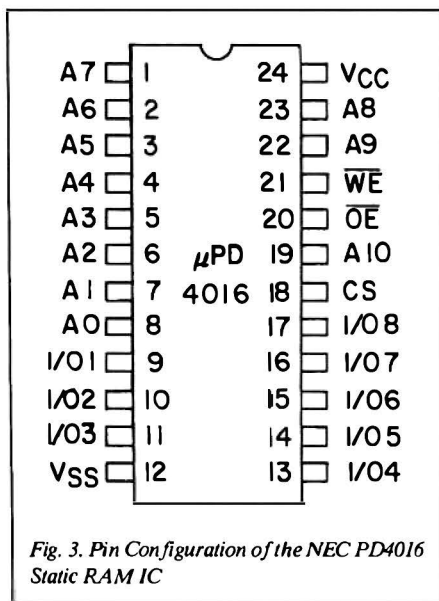 A7 1 24 VCC
A6 2 23 A8
A5 3 22 A9
A4 4 21 W̅E̅
A3 5 20 O̅E̅
A2 6 μPD 19 A10
A1 7 4016 18 CS
A0 8 17 I/O8
I/O1 9 16 I/O7
I/O2 10 15 I/O6
I/O3 11 14 I/O5
VSS 12 13 I/O4
Fig. 3. Pin Configuration of the NEC PD4016
Static RAM IC